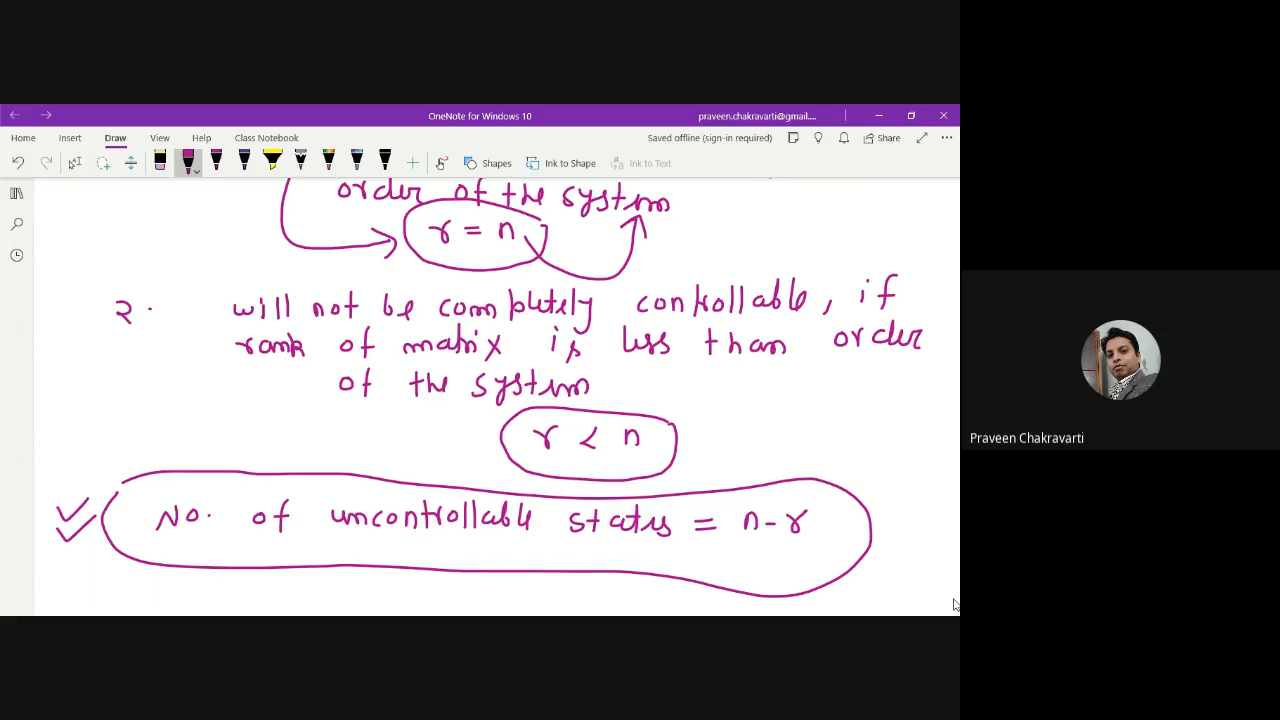 OneNote for Windows 10
praveen.chakravarti@gmail....
Home Insert Draw View Help Class Notebook
Saved offline (sign-in required) Share
Shapes Ink to Shape Ink to Text
order of the system
r = n
2. will not be completely controllable, if
rank of matrix is less than order
of the system
r < n
No. of uncontrollable states = n-r
Praveen Chakravarti